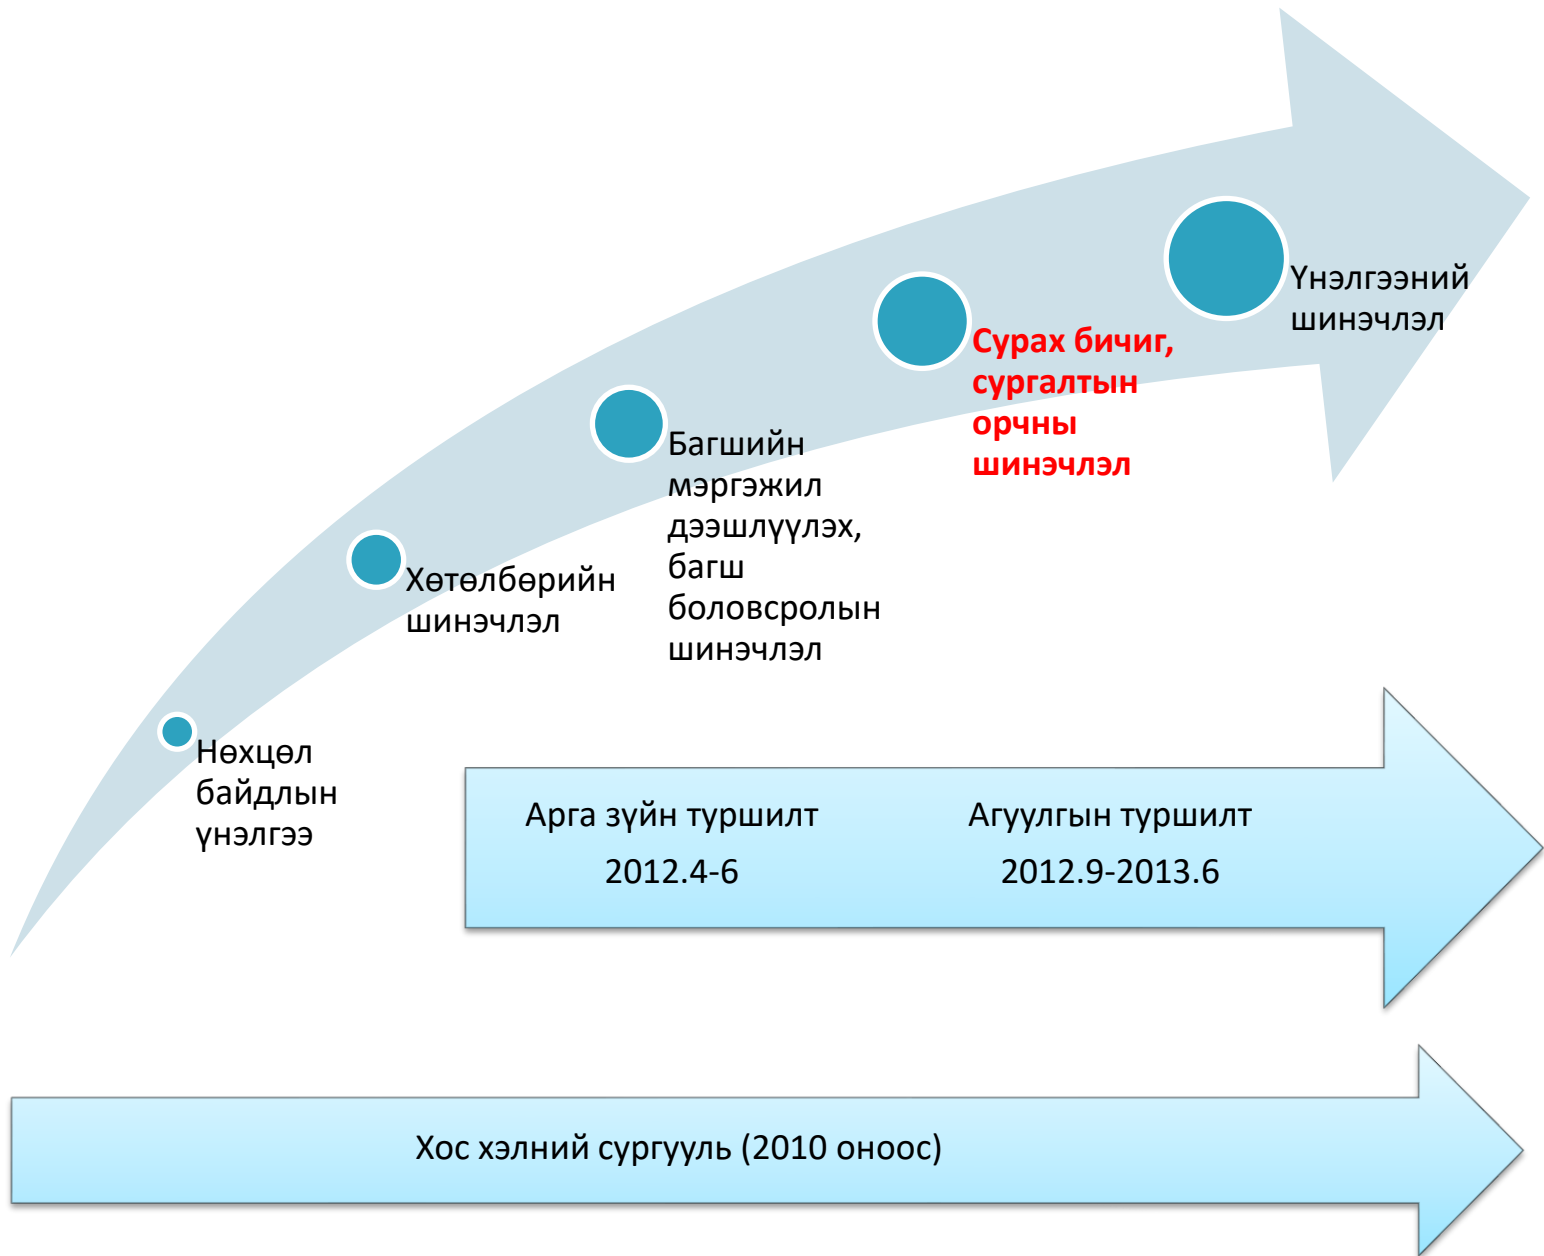 Үнэлгээний
шинэчлэл
Сурах бичиг,
сургалтын
орчны
шинэчлэл
Багшийн
мэргэжил
дээшлүүлэх,
багш
боловсролын
шинэчлэл
Хөтөлбөрийн
шинэчлэл
Нөхцөл
байдлын
үнэлгээ
Арга зүйн туршилт
2012.4-6
Агуулгын туршилт
2012.9-2013.6
Хос хэлний сургууль (2010 оноос)